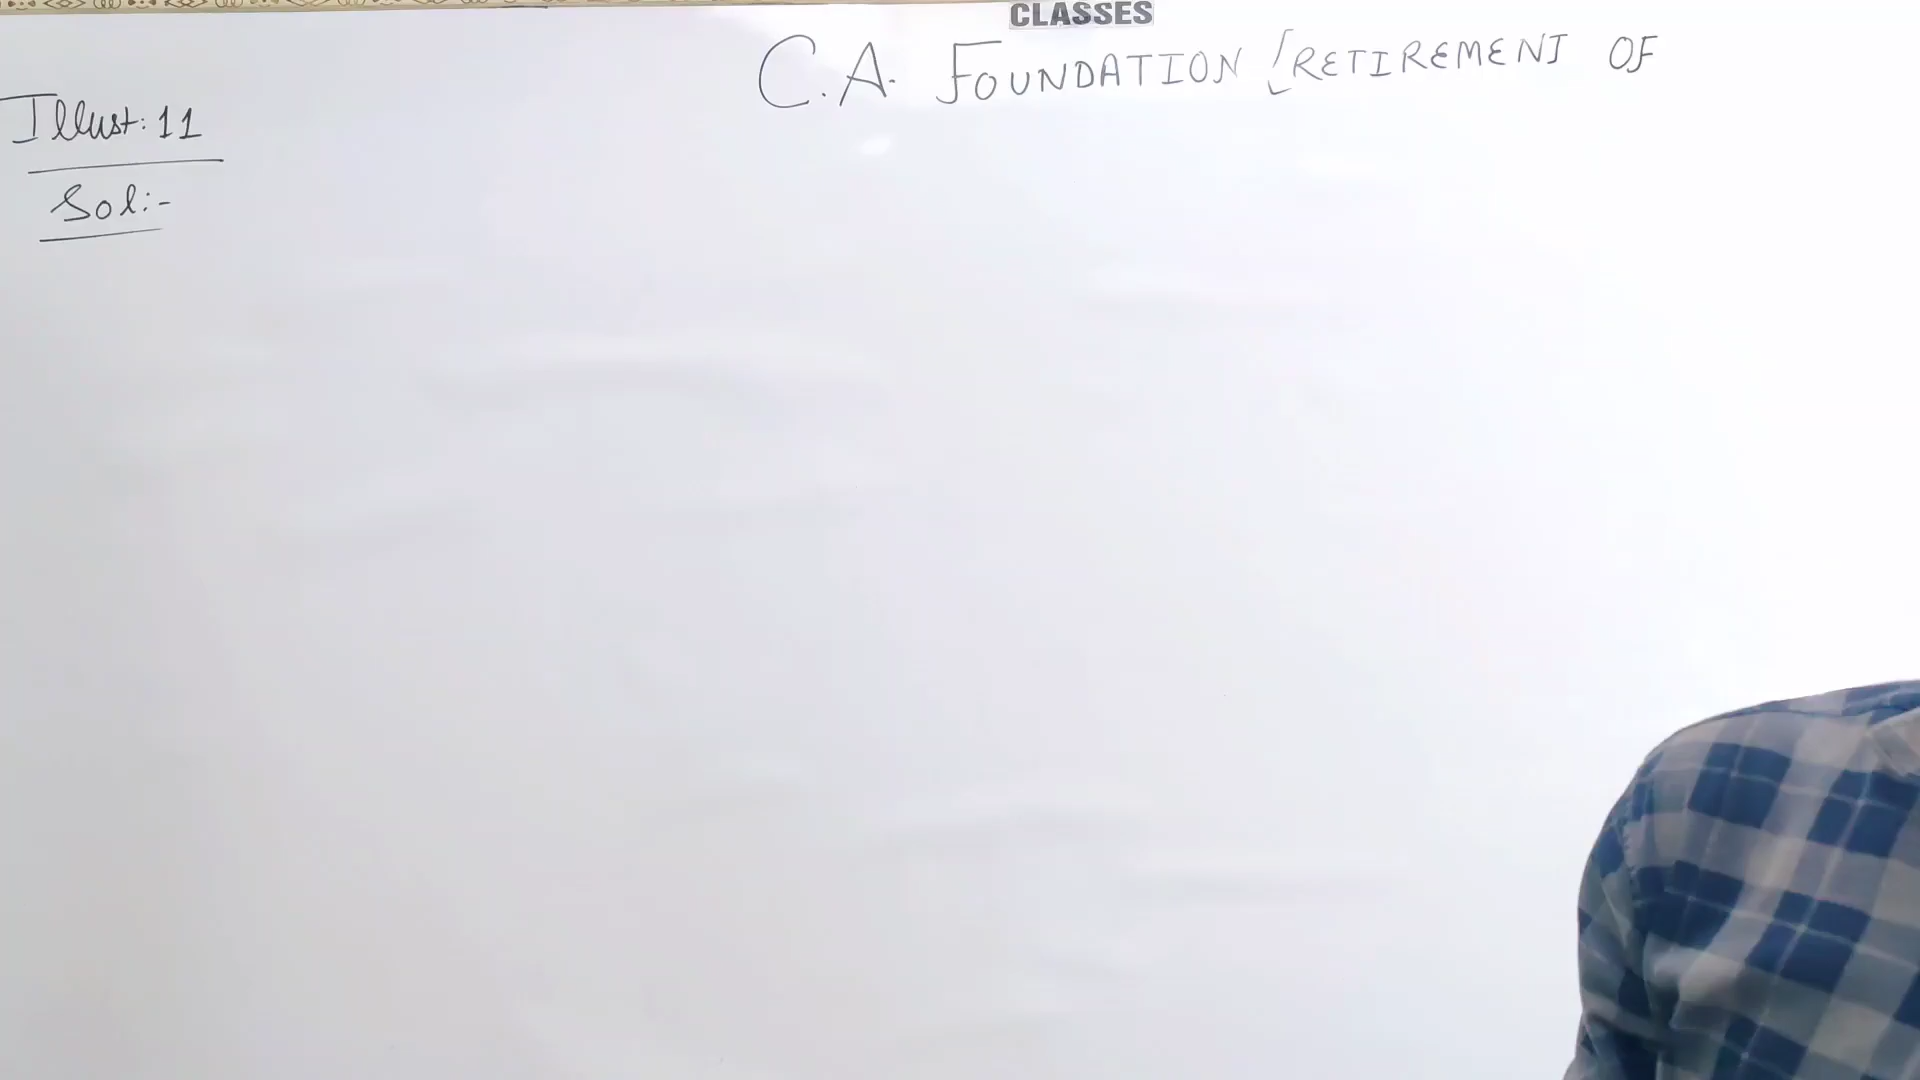 CLASSES
C.A. FOUNDATION [RETIREMENT OF
Illust: 11
Sol:-